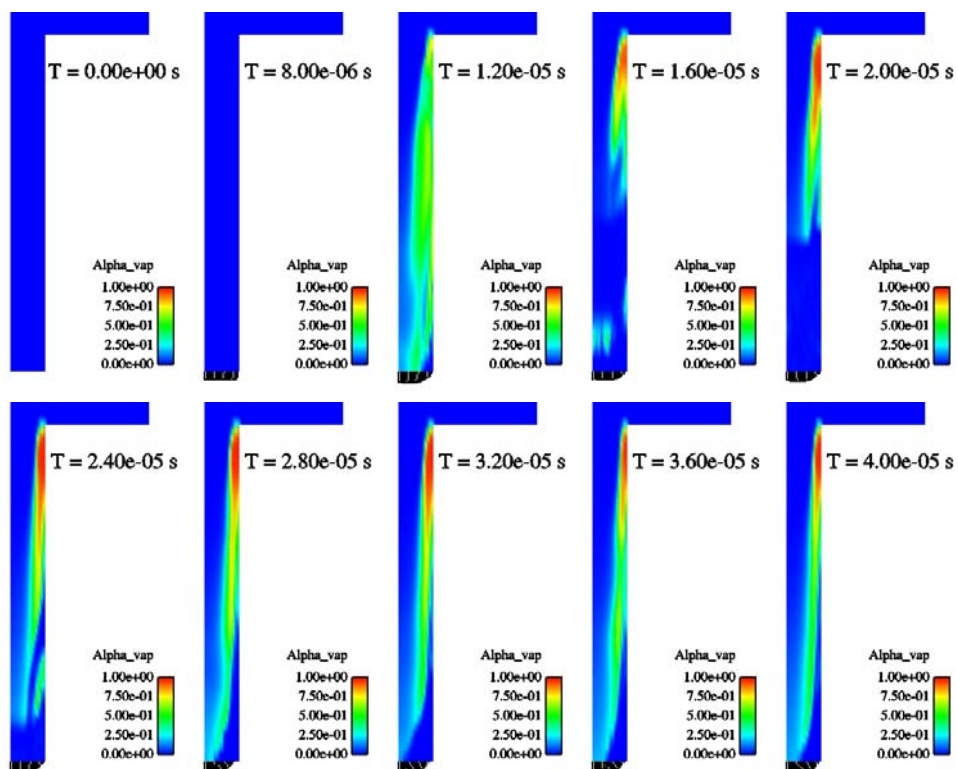 T = 0.00e+00 s
T = 8.00e-06 s
T = 1.20e-05 s
T = 1.60e-05 s
T = 2.00e-05 s
Alpha_vap
1.00e+00
7.50e-01
5.00e-01
2.50e-01
0.00e+00
Alpha_vap
1.00e+00
7.50e-01
5.00e-01
2.50e-01
0.00e+00
Alpha_vap
1.00e+00
7.50e-01
5.00e-01
2.50e-01
0.00e+00
Alpha_vap
1.00e+00
7.50e-01
5.00e-01
2.50e-01
0.00e+00
Alpha_vap
1.00e+00
7.50e-01
5.00e-01
2.50e-01
0.00e+00
T = 2.40e-05 s
T = 2.80e-05 s
T = 3.20e-05 s
T = 3.60e-05 s
T = 4.00e-05 s
Alpha_vap
1.00e+00
7.50e-01
5.00e-01
2.50e-01
0.00e+00
Alpha_vap
1.00e+00
7.50e-01
5.00e-01
2.50e-01
0.00e+00
Alpha_vap
1.00e+00
7.50e-01
5.00e-01
2.50e-01
0.00e+00
Alpha_vap
1.00e+00
7.50e-01
5.00e-01
2.50e-01
0.00e+00
Alpha_vap
1.00e+00
7.50e-01
5.00e-01
2.50e-01
0.00e+00